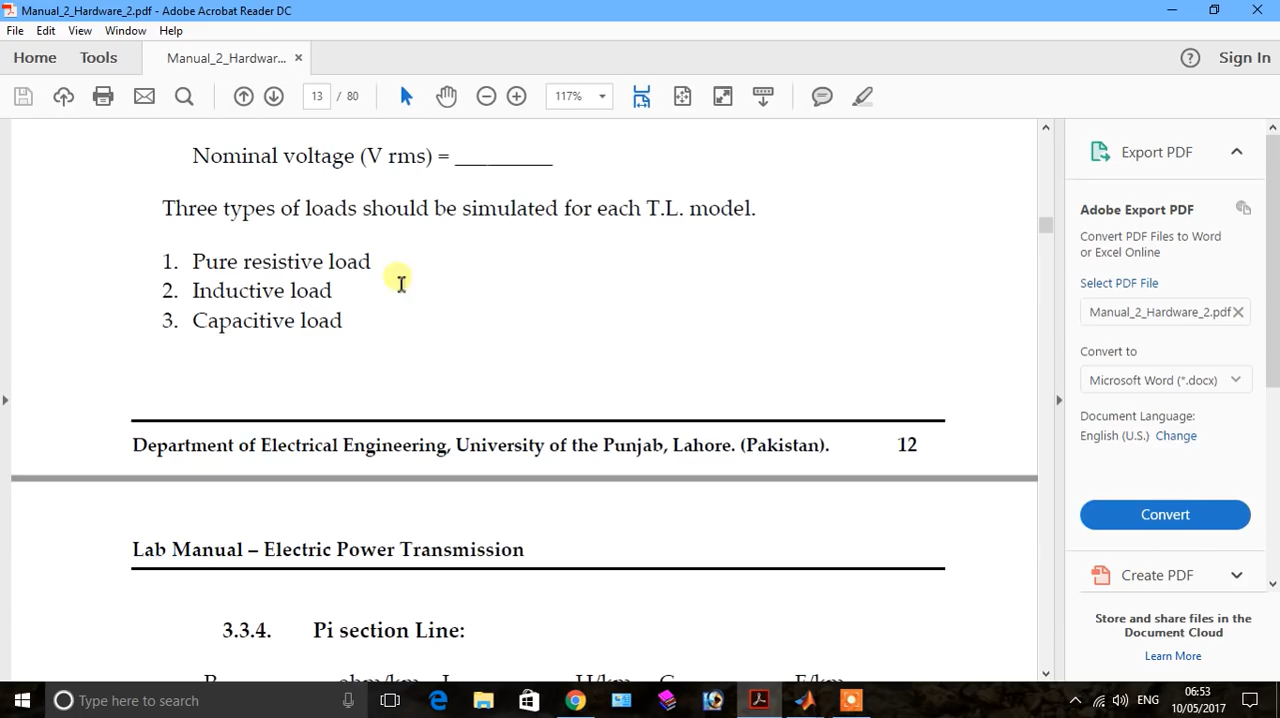 Manual_2_Hardware_2.pdf - Adobe Acrobat Reader DC
File Edit View Window Help
Home Tools Manual_2_Hardwar... × Sign In
13 / 80 117%
Nominal voltage (V rms) = _________
Three types of loads should be simulated for each T.L. model.
1. Pure resistive load
2. Inductive load
3. Capacitive load
Department of Electrical Engineering, University of the Punjab, Lahore. (Pakistan). 12
Lab Manual – Electric Power Transmission
3.3.4. Pi section Line:
Export PDF
Adobe Export PDF
Convert PDF Files to Word
or Excel Online
Select PDF File
Manual_2_Hardware_2.pdf ×
Convert to
Microsoft Word (*.docx)
Document Language:
English (U.S.) Change
Convert
Create PDF
Store and share files in the
Document Cloud
Learn More
Type here to search
ENG
06:53
10/05/2017